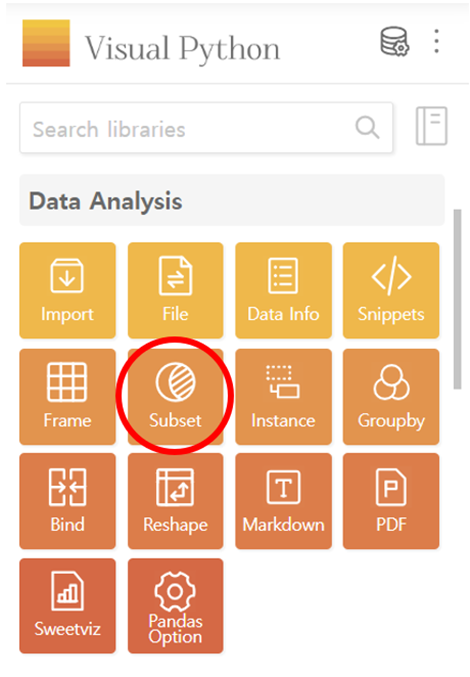 Visual Python
Search libraries
Data Analysis
Import
File
Data Info
Snippets
Frame
Subset
Instance
Groupby
Bind
Reshape
Markdown
PDF
Sweetviz
Pandas
Option